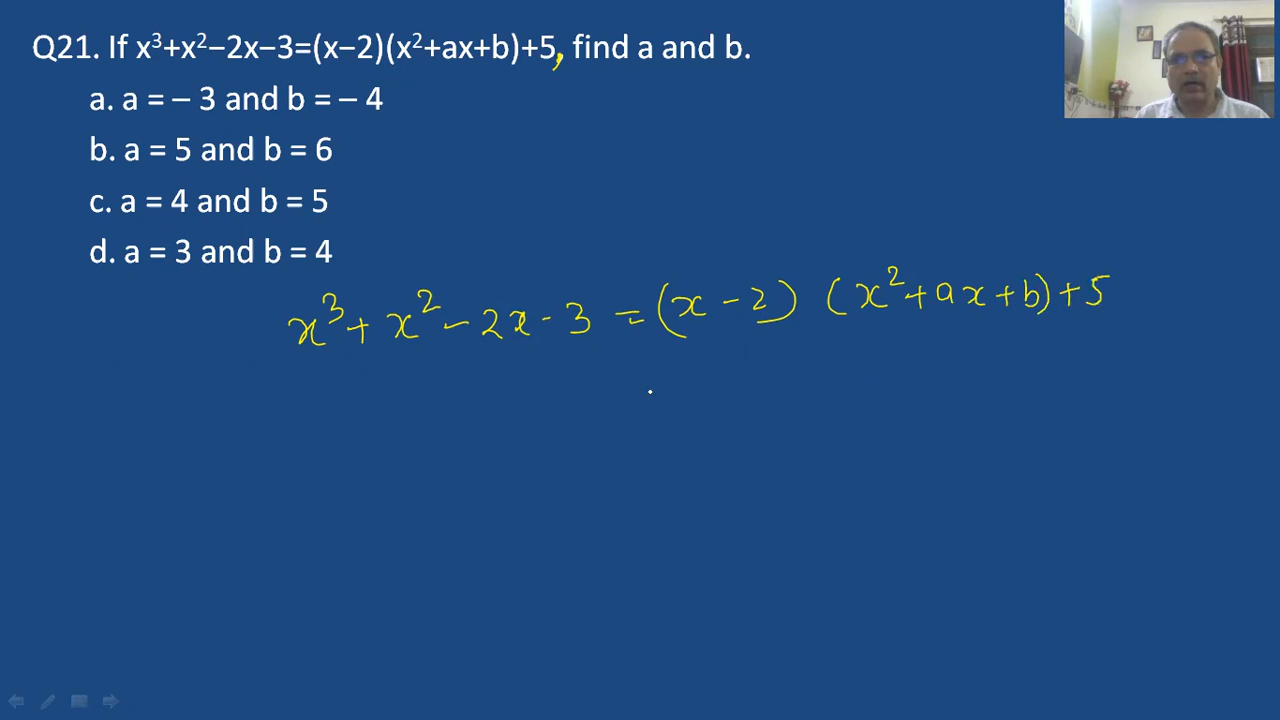 Q21. If x³+x²−2x−3=(x−2)(x²+ax+b)+5, find a and b.
a. a = – 3 and b = – 4
b. a = 5 and b = 6
c. a = 4 and b = 5
d. a = 3 and b = 4
x³ + x² – 2x - 3 = (x – 2) (x² + ax + b) + 5